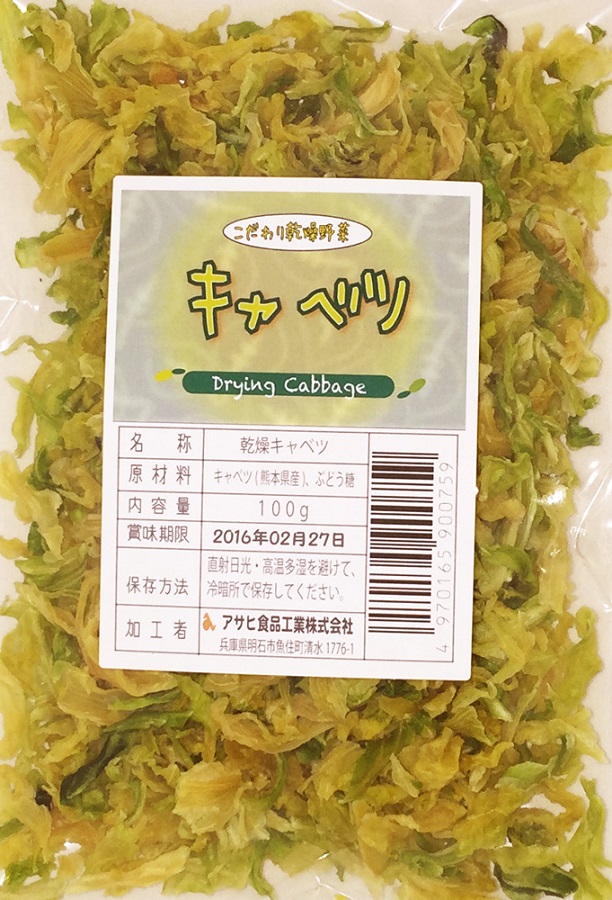 こだわり乾燥野菜
キャベツ
Drying Cabbage
名称 乾燥キャベツ
原材料 キャベツ(熊本県産)、ぶどう糖
内容量 100g
賞味期限 2016年02月27日
保存方法 直射日光・高温多湿を避けて、
冷暗所で保存してください。
加工者 アサヒ食品工業株式会社
兵庫県明石市魚住町清水1776-1
4970165900759